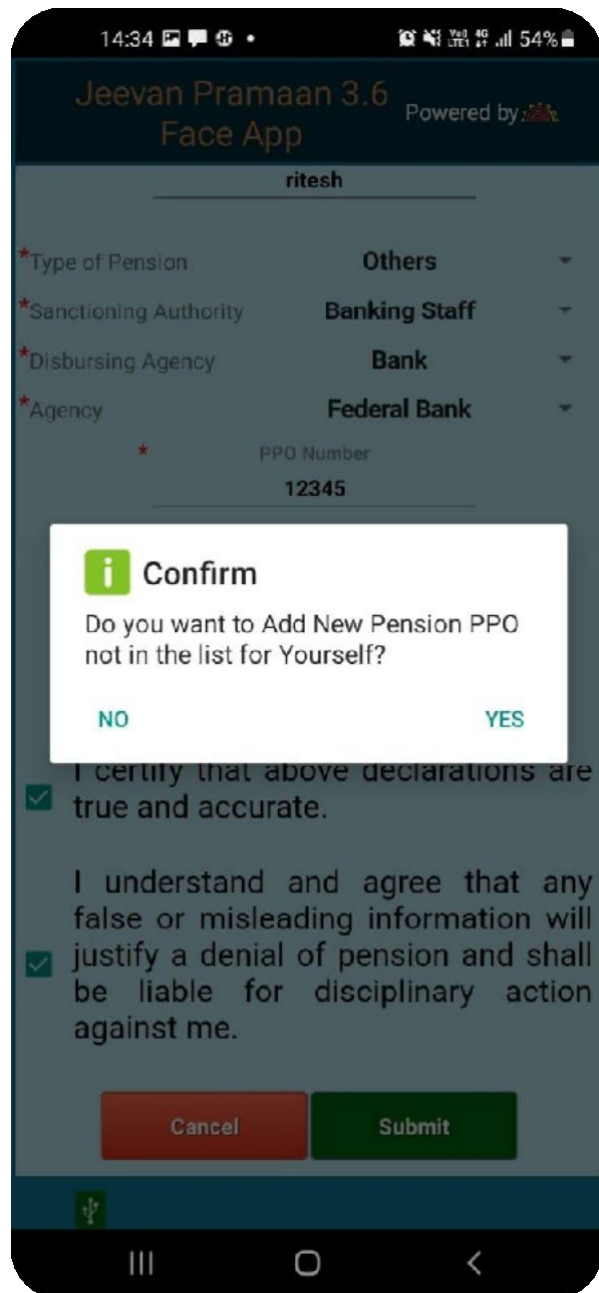 14:34 54%
Jeevan Pramaan 3.6
Face App
Powered by
ritesh
*Type of Pension Others
*Sanctioning Authority Banking Staff
*Disbursing Agency Bank
*Agency Federal Bank
* PPO Number
12345
i Confirm
Do you want to Add New Pension PPO
not in the list for Yourself?
NO YES
I certify that above declarations are
true and accurate.
I understand and agree that any
false or misleading information will
justify a denial of pension and shall
be liable for disciplinary action
against me.
Cancel Submit